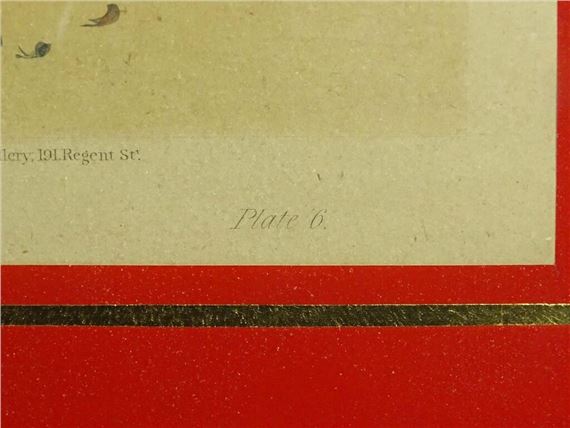 llery, 191. Regent St.
Plate 6.